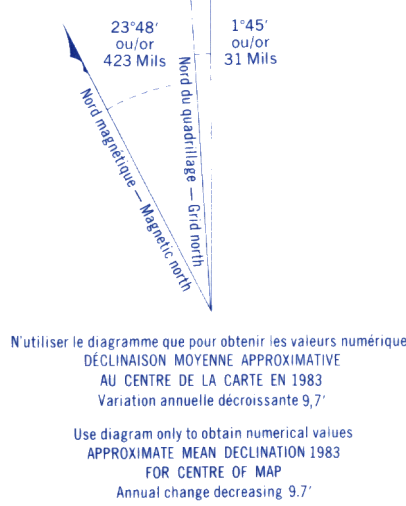 23°48′
ou/or
423 Mils
1°45′
ou/or
31 Mils
Nord magnétique — Magnetic north
Nord du quadrillage — Grid north
N'utiliser le diagramme que pour obtenir les valeurs numérique
DÉCLINAISON MOYENNE APPROXIMATIVE
AU CENTRE DE LA CARTE EN 1983
Variation annuelle décroissante 9,7′
Use diagram only to obtain numerical values
APPROXIMATE MEAN DECLINATION 1983
FOR CENTRE OF MAP
Annual change decreasing 9.7′